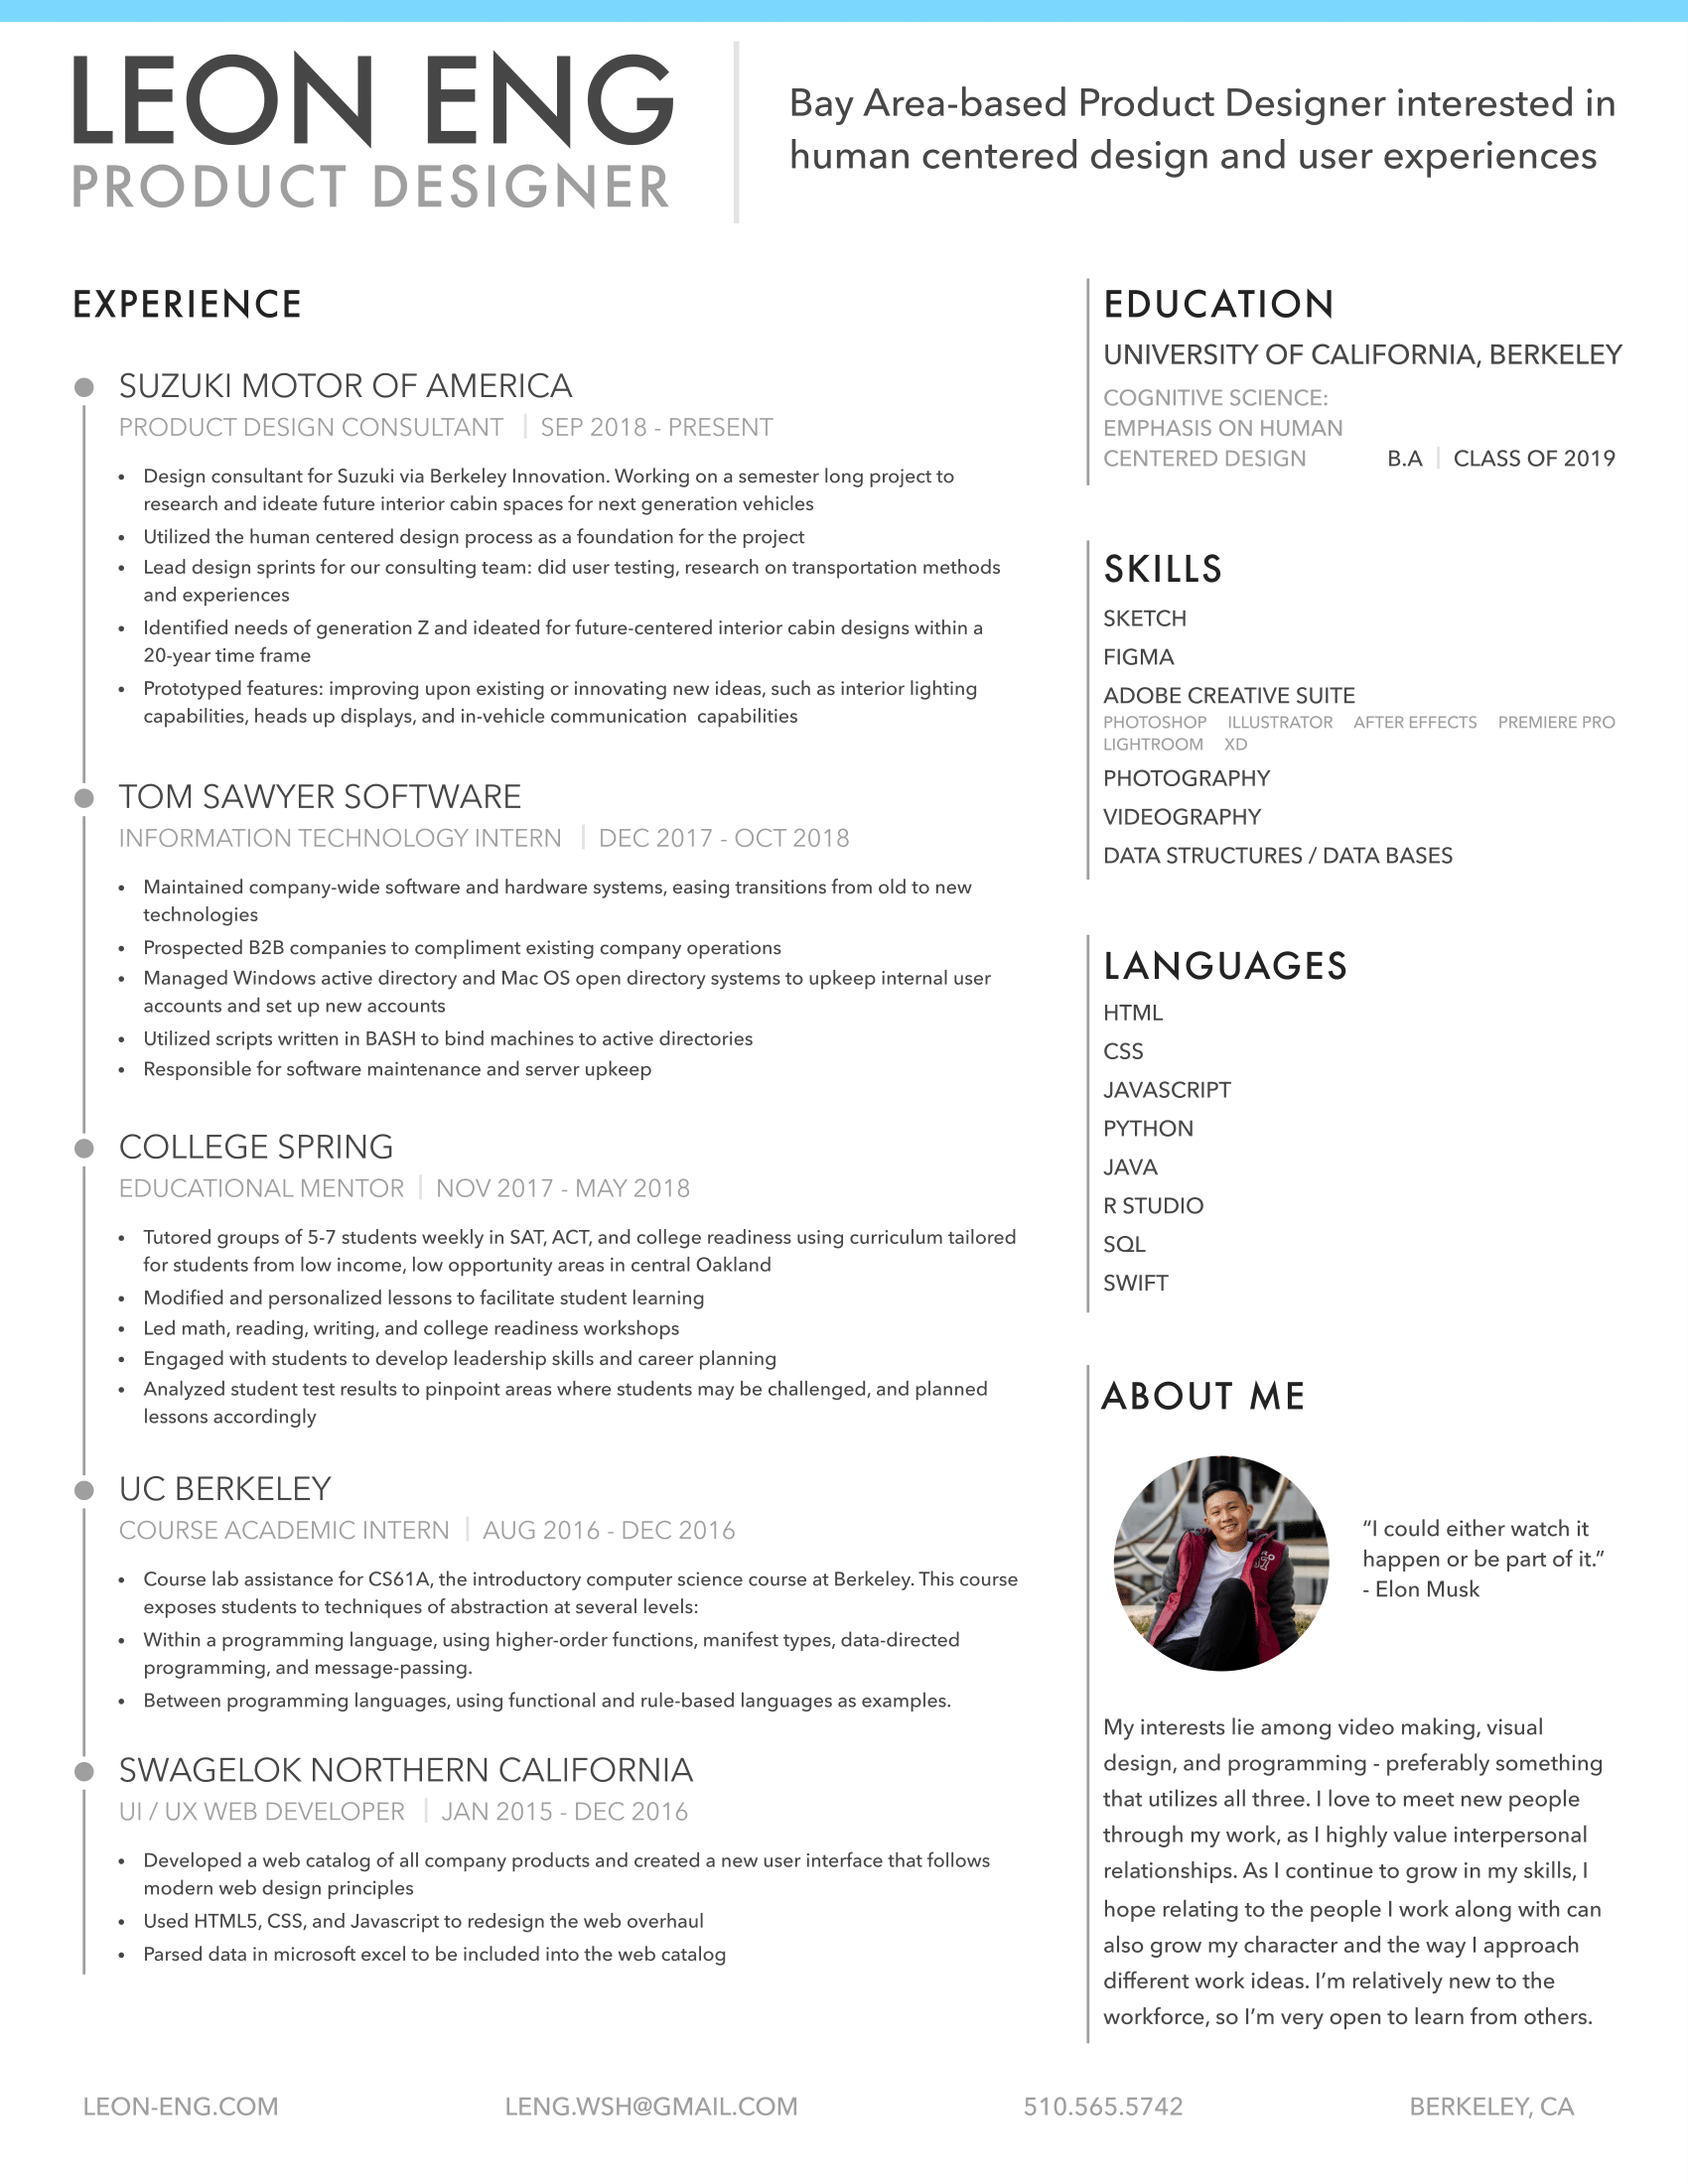 LEON ENG
PRODUCT DESIGNER
Bay Area-based Product Designer interested in
human centered design and user experiences
EXPERIENCE
SUZUKI MOTOR OF AMERICA
PRODUCT DESIGN CONSULTANT | SEP 2018 - PRESENT
• Design consultant for Suzuki via Berkeley Innovation. Working on a semester long project to
research and ideate future interior cabin spaces for next generation vehicles
• Utilized the human centered design process as a foundation for the project
• Lead design sprints for our consulting team: did user testing, research on transportation methods
and experiences
• Identified needs of generation Z and ideated for future-centered interior cabin designs within a
20-year time frame
• Prototyped features: improving upon existing or innovating new ideas, such as interior lighting
capabilities, heads up displays, and in-vehicle communication  capabilities
TOM SAWYER SOFTWARE
INFORMATION TECHNOLOGY INTERN | DEC 2017 - OCT 2018
• Maintained company-wide software and hardware systems, easing transitions from old to new
technologies
• Prospected B2B companies to compliment existing company operations
• Managed Windows active directory and Mac OS open directory systems to upkeep internal user
accounts and set up new accounts
• Utilized scripts written in BASH to bind machines to active directories
• Responsible for software maintenance and server upkeep
COLLEGE SPRING
EDUCATIONAL MENTOR | NOV 2017 - MAY 2018
• Tutored groups of 5-7 students weekly in SAT, ACT, and college readiness using curriculum tailored
for students from low income, low opportunity areas in central Oakland
• Modified and personalized lessons to facilitate student learning
• Led math, reading, writing, and college readiness workshops
• Engaged with students to develop leadership skills and career planning
• Analyzed student test results to pinpoint areas where students may be challenged, and planned
lessons accordingly
UC BERKELEY
COURSE ACADEMIC INTERN | AUG 2016 - DEC 2016
• Course lab assistance for CS61A, the introductory computer science course at Berkeley. This course
exposes students to techniques of abstraction at several levels:
• Within a programming language, using higher-order functions, manifest types, data-directed
programming, and message-passing.
• Between programming languages, using functional and rule-based languages as examples.
SWAGELOK NORTHERN CALIFORNIA
UI / UX WEB DEVELOPER | JAN 2015 - DEC 2016
• Developed a web catalog of all company products and created a new user interface that follows
modern web design principles
• Used HTML5, CSS, and Javascript to redesign the web overhaul
• Parsed data in microsoft excel to be included into the web catalog
EDUCATION
UNIVERSITY OF CALIFORNIA, BERKELEY
COGNITIVE SCIENCE:
EMPHASIS ON HUMAN
CENTERED DESIGN B.A | CLASS OF 2019
SKILLS
SKETCH
FIGMA
ADOBE CREATIVE SUITE
PHOTOSHOP ILLUSTRATOR AFTER EFFECTS PREMIERE PRO
LIGHTROOM XD
PHOTOGRAPHY
VIDEOGRAPHY
DATA STRUCTURES / DATA BASES
LANGUAGES
HTML
CSS
JAVASCRIPT
PYTHON
JAVA
R STUDIO
SQL
SWIFT
ABOUT ME
“I could either watch it
happen or be part of it.”
- Elon Musk
My interests lie among video making, visual
design, and programming - preferably something
that utilizes all three. I love to meet new people
through my work, as I highly value interpersonal
relationships. As I continue to grow in my skills, I
hope relating to the people I work along with can
also grow my character and the way I approach
different work ideas. I’m relatively new to the
workforce, so I’m very open to learn from others.
LEON-ENG.COM LENG.WSH@GMAIL.COM 510.565.5742 BERKELEY, CA